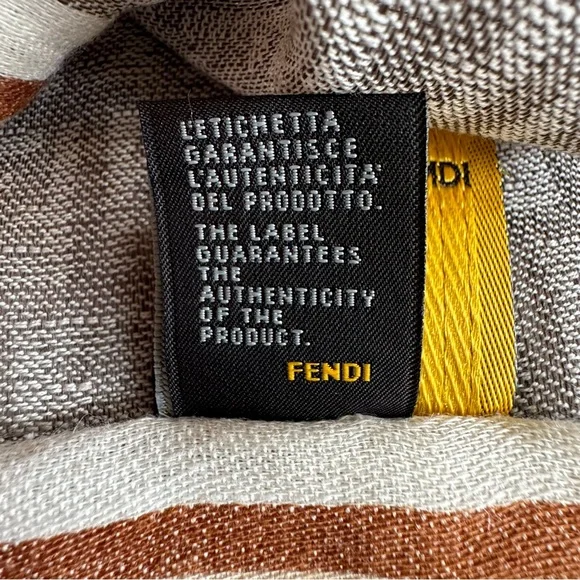 L'ETICHETTA
GARANTISCE
L'AUTENTICITA'
DEL PRODOTTO.
THE LABEL
GUARANTEES
THE
AUTHENTICITY
OF THE
PRODUCT.
FENDI